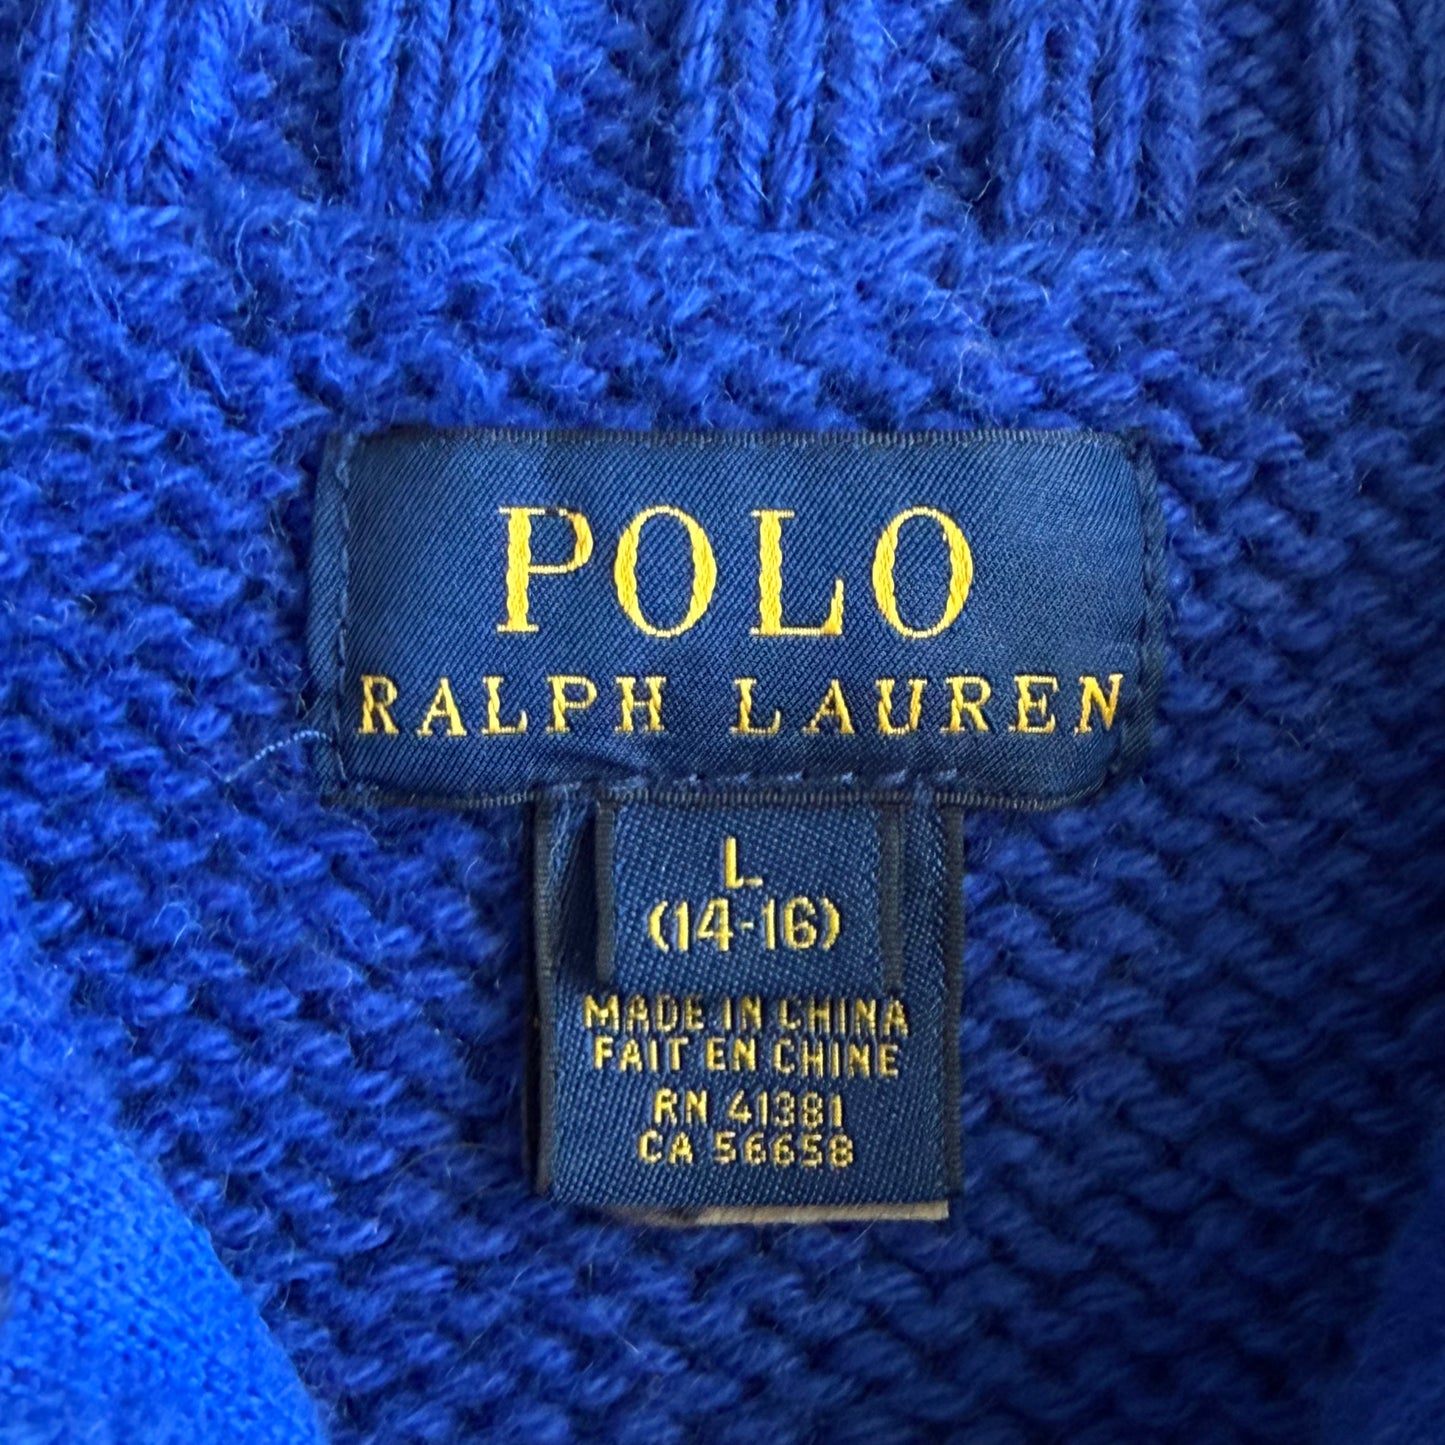 POLO
RALPH LAUREN
L
(14-16)
MADE IN CHINA
FAIT EN CHINE
RN 41381
CA 56658